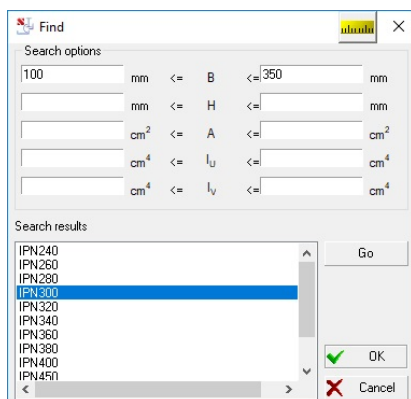 Find
Search options
100 mm <= B <= 350 mm
mm <= H <= mm
cm² <= A <= cm²
cm⁴ <= IU <= cm⁴
cm⁴ <= IV <= cm⁴
Search results
IPN240
IPN260
IPN280
IPN300
IPN320
IPN340
IPN360
IPN380
IPN400
IPN450
Go
OK
Cancel